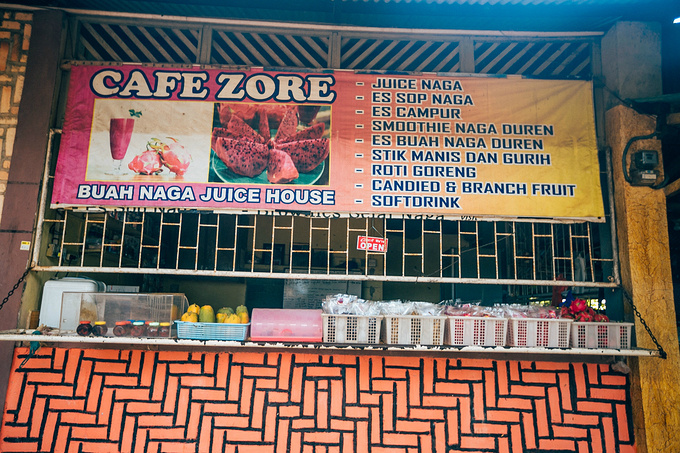 CAFE ZORE
BUAH NAGA JUICE HOUSE
- JUICE NAGA
- ES SOP NAGA
- ES CAMPUR
- SMOOTHIE NAGA DUREN
- ES BUAH NAGA DUREN
- STIK MANIS DAN GURIH
- ROTI GORENG
- CANDIED & BRANCH FRUIT
- SOFTDRINK
OPEN